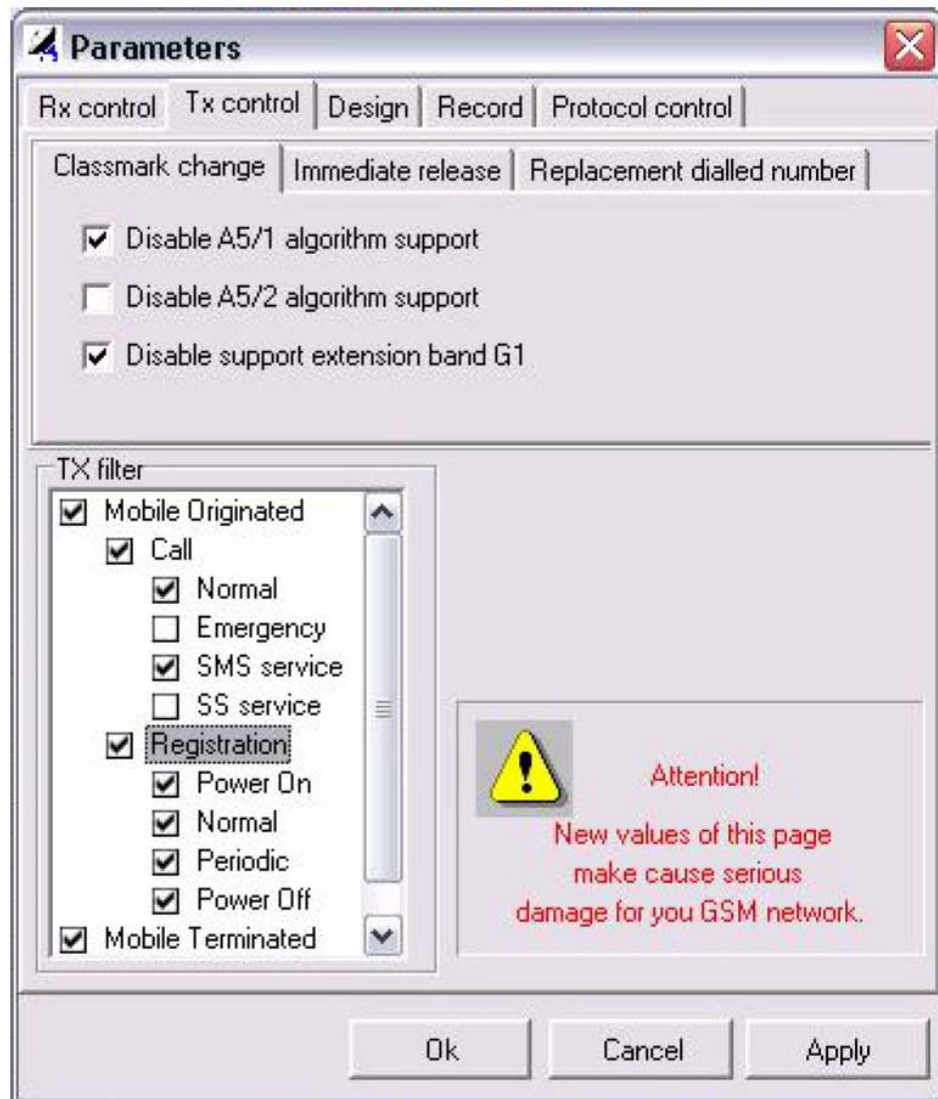 Parameters
Rx control Tx control Design Record Protocol control
Classmark change Immediate release Replacement dialled number
Disable A5/1 algorithm support
Disable A5/2 algorithm support
Disable support extension band G1
TX filter
Mobile Originated
Call
Normal
Emergency
SMS service
SS service
Registration
Power On
Normal
Periodic
Power Off
Mobile Terminated
Attention!
New values of this page
make cause serious
damage for you GSM network.
Ok Cancel Apply